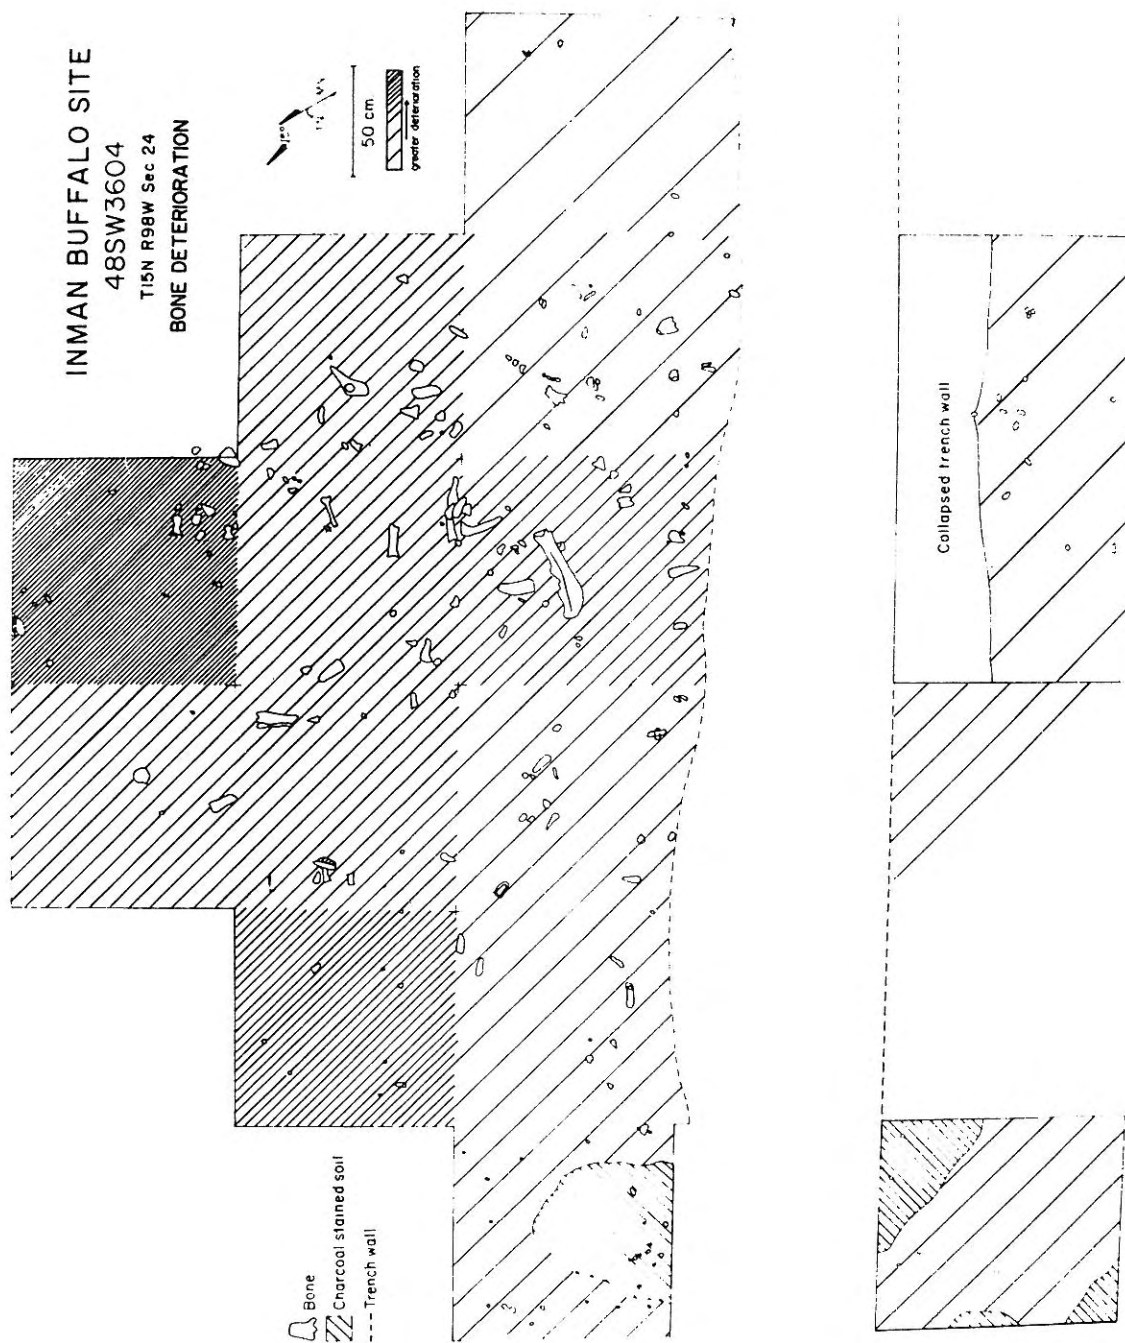 INMAN BUFFALO SITE
48SW3604
T15N R98W Sec 24
BONE DETERIORATION
50 cm
greater deterioration
Collapsed trench wall
Bone
Charcoal stained soil
Trench wall